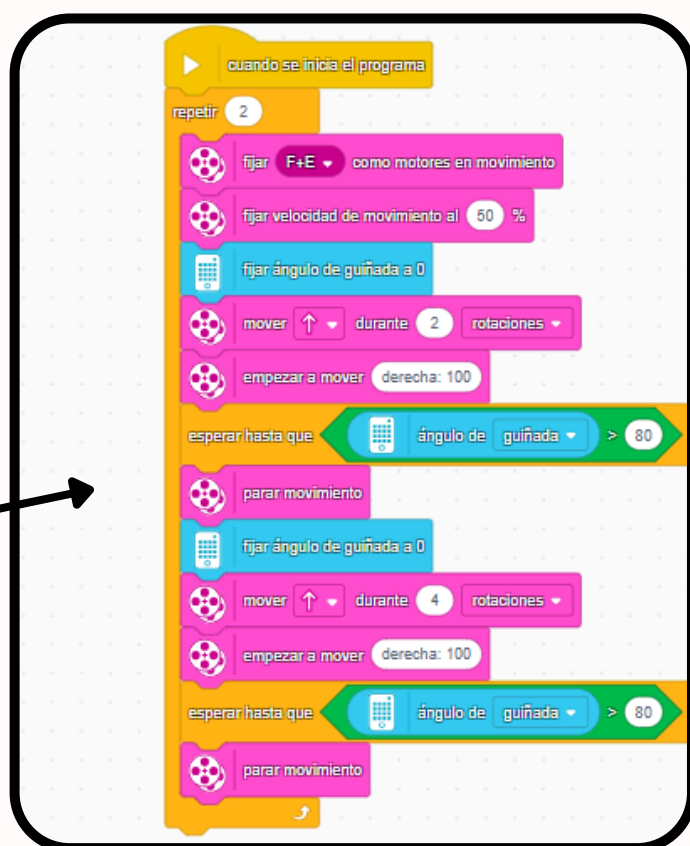 cuando se inicia el programa
repetir 2
fijar F+E como motores en movimiento
fijar velocidad de movimiento al 50 %
fijar ángulo de guiñada a 0
mover durante 2 rotaciones
empezar a mover derecha: 100
esperar hasta que ángulo de guiñada > 80
parar movimiento
fijar ángulo de guiñada a 0
mover durante 4 rotaciones
empezar a mover derecha: 100
esperar hasta que ángulo de guiñada > 80
parar movimiento